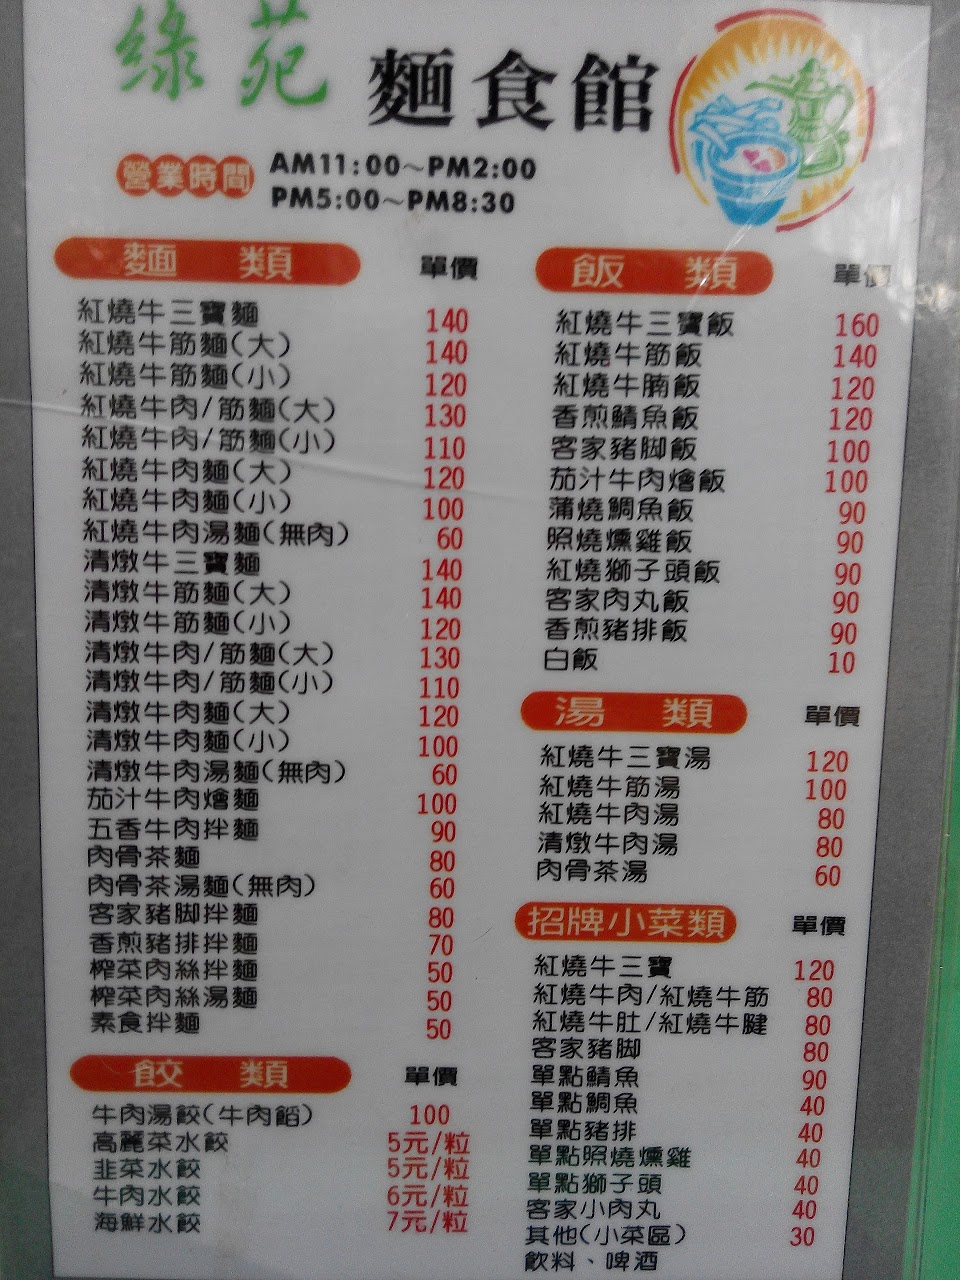 綠苑 麵食館
營業時間 AM11:00~PM2:00
PM5:00~PM8:30
麵類 單價
紅燒牛三寶麵 140
紅燒牛筋麵(大) 140
紅燒牛筋麵(小) 120
紅燒牛肉/筋麵(大) 130
紅燒牛肉/筋麵(小) 110
紅燒牛肉麵(大) 120
紅燒牛肉麵(小) 100
紅燒牛肉湯麵(無肉) 60
清燉牛三寶麵 140
清燉牛筋麵(大) 140
清燉牛筋麵(小) 120
清燉牛肉/筋麵(大) 130
清燉牛肉/筋麵(小) 110
清燉牛肉麵(大) 120
清燉牛肉麵(小) 100
清燉牛肉湯麵(無肉) 60
茄汁牛肉燴麵 100
五香牛肉拌麵 90
肉骨茶麵 80
肉骨茶湯麵(無肉) 60
客家豬脚拌麵 80
香煎豬排拌麵 70
榨菜肉絲拌麵 50
榨菜肉絲湯麵 50
素食拌麵 50
餃類 單價
牛肉湯餃(牛肉餡) 100
高麗菜水餃 5元/粒
韭菜水餃 5元/粒
牛肉水餃 6元/粒
海鮮水餃 7元/粒
飯類 單價
紅燒牛三寶飯 160
紅燒牛筋飯 140
紅燒牛腩飯 120
香煎鯖魚飯 120
客家豬脚飯 100
茄汁牛肉燴飯 100
蒲燒鯛魚飯 90
照燒燻雞飯 90
紅燒獅子頭飯 90
客家肉丸飯 90
香煎豬排飯 90
白飯 10
湯類 單價
紅燒牛三寶湯 120
紅燒牛筋湯 100
紅燒牛肉湯 80
清燉牛肉湯 80
肉骨茶湯 60
招牌小菜類 單價
紅燒牛三寶 120
紅燒牛肉/紅燒牛筋 80
紅燒牛肚/紅燒牛腱 80
客家豬脚 80
單點鯖魚 90
單點鯛魚 40
單點豬排 40
單點照燒燻雞 40
單點獅子頭 40
客家小肉丸 40
其他(小菜區) 30
飲料、啤酒